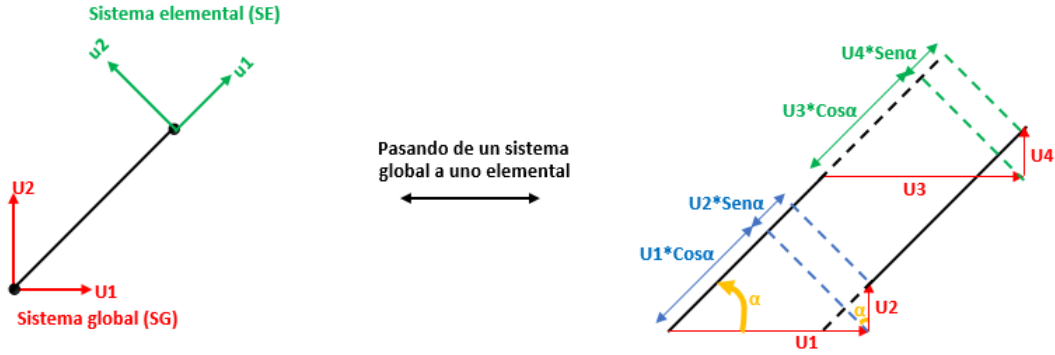 Sistema elemental (SE)
u2
u1
U2
U1
Sistema global (SG)
Pasando de un sistema
global a uno elemental
U4*Senα
U3*Cosα
U4
U3
U2*Senα
U1*Cosα
α
α
U2
U1